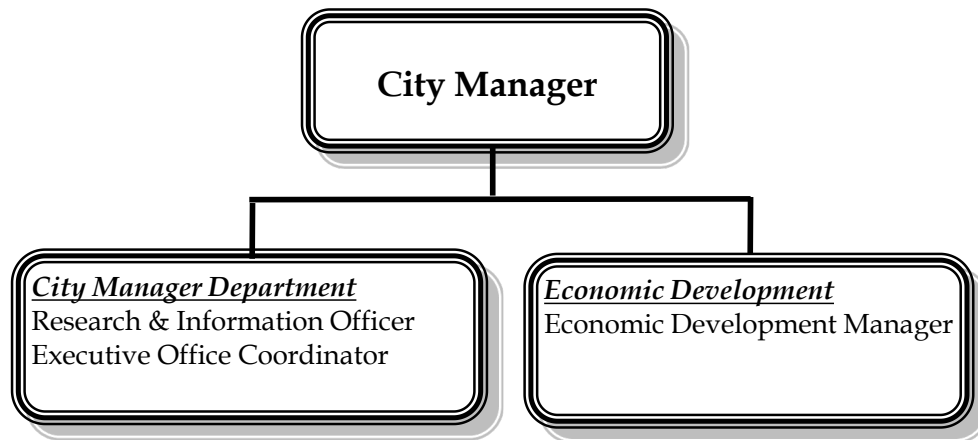 City Manager
City Manager Department
Research & Information Officer
Executive Office Coordinator
Economic Development
Economic Development Manager